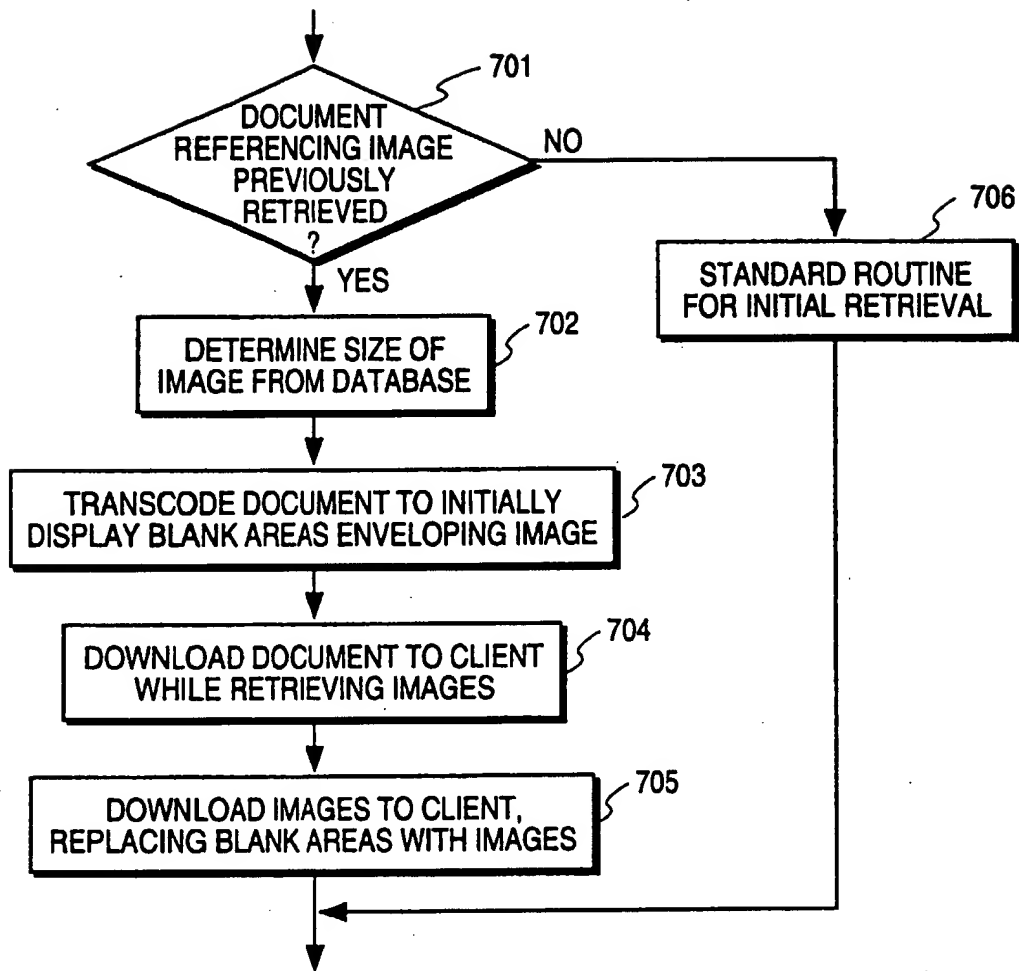 701
DOCUMENT
REFERENCING IMAGE
PREVIOUSLY
RETRIEVED
?
NO
YES
706
STANDARD ROUTINE
FOR INITIAL RETRIEVAL
702
DETERMINE SIZE OF
IMAGE FROM DATABASE
703
TRANSCODE DOCUMENT TO INITIALLY
DISPLAY BLANK AREAS ENVELOPING IMAGE
704
DOWNLOAD DOCUMENT TO CLIENT
WHILE RETRIEVING IMAGES
705
DOWNLOAD IMAGES TO CLIENT,
REPLACING BLANK AREAS WITH IMAGES